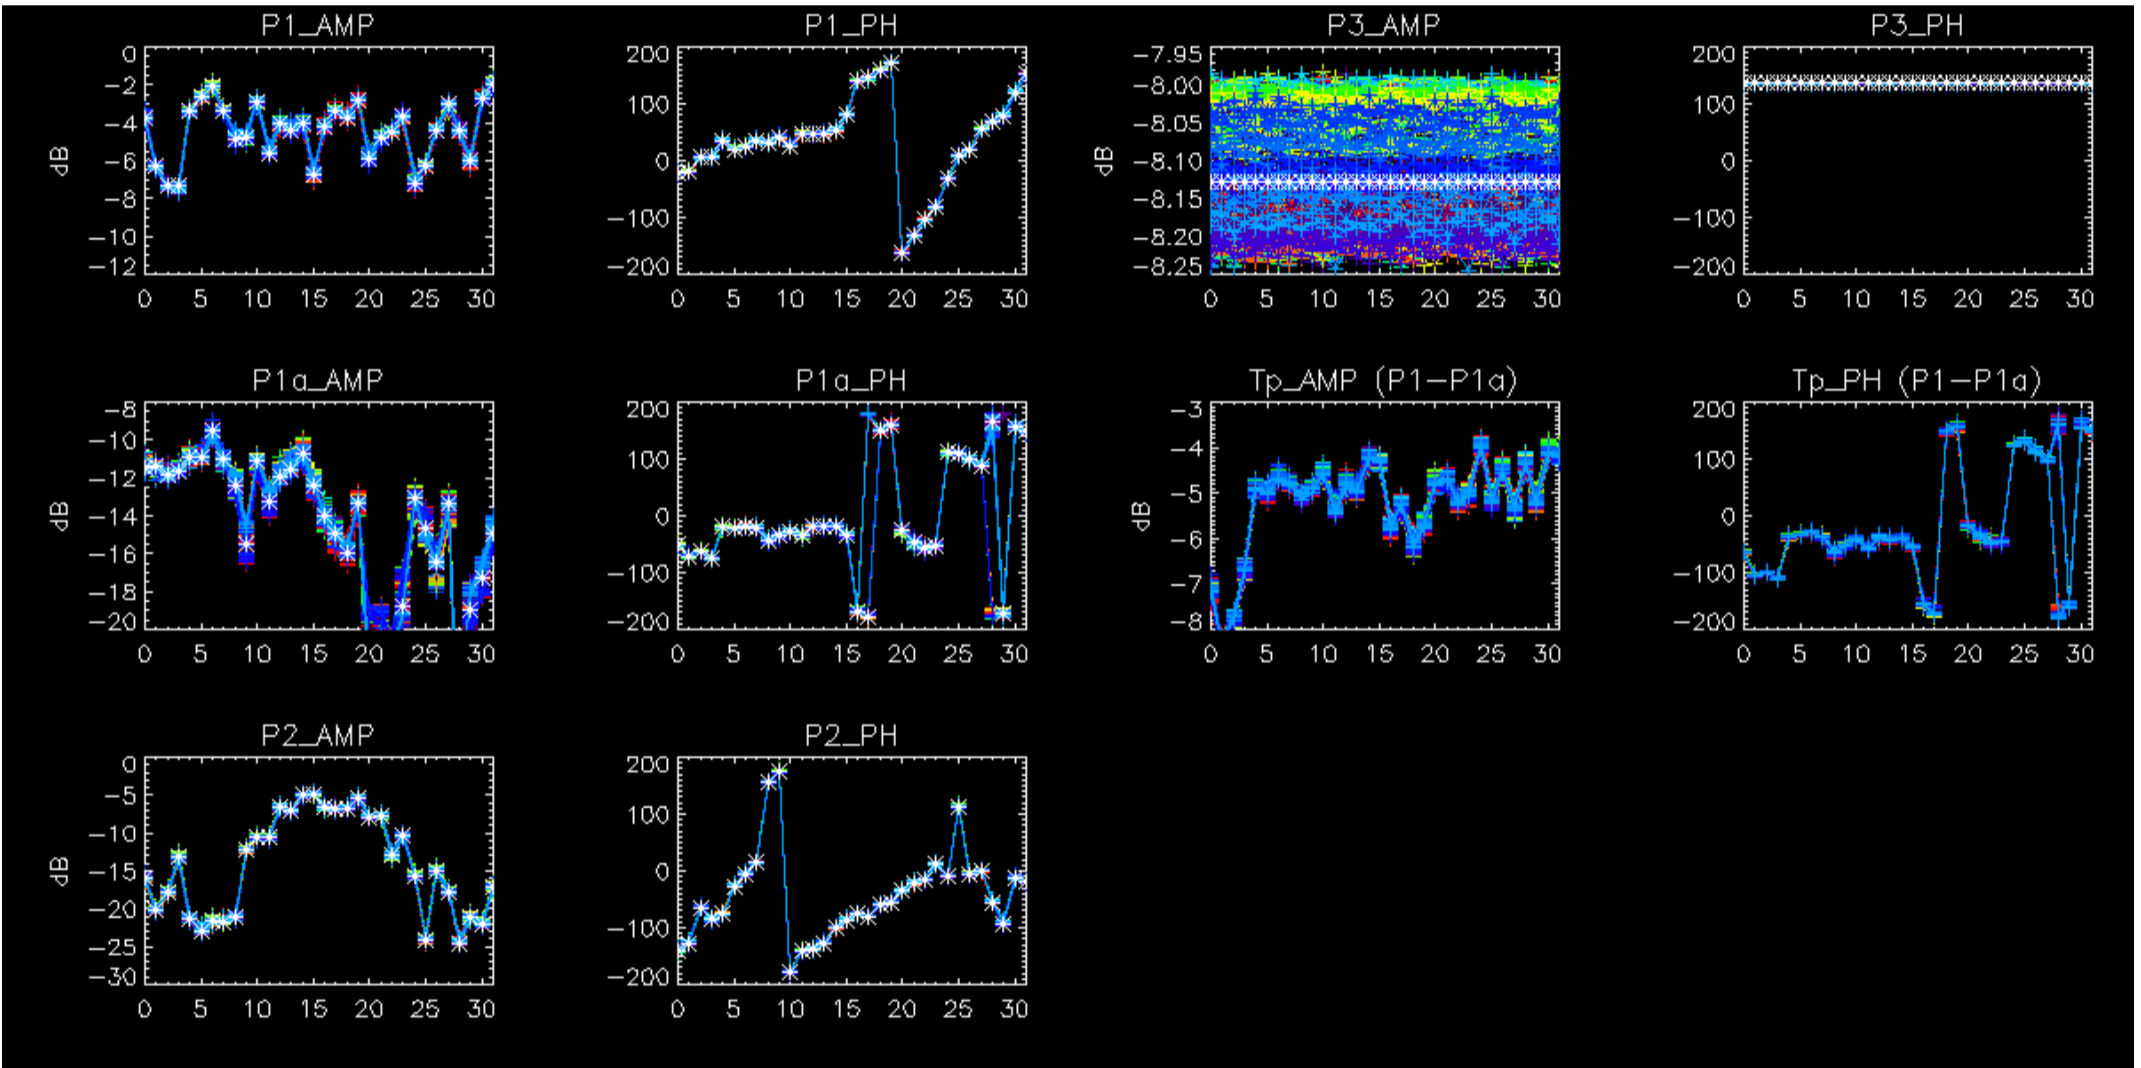 P1_AMP P1_PH P3_AMP P3_PH
0 200 -7.95 200
-2 100 -8.00 100
-4 0 -8.05 0
-6 -100 -8.10 -100
-8 -200 -8.15 -200
-10 -8.20
-12 -8.25
dB dB
0 5 10 15 20 25 30 0 5 10 15 20 25 30 0 5 10 15 20 25 30 0 5 10 15 20 25 30
P1a_AMP P1a_PH Tp_AMP (P1-P1a) Tp_PH (P1-P1a)
-8 200 -3 200
-10 100 -4 100
-12 0 -5 0
-14 -100 -6 -100
-16 -200 -7 -200
-18 -8
-20
dB dB
0 5 10 15 20 25 30 0 5 10 15 20 25 30 0 5 10 15 20 25 30 0 5 10 15 20 25 30
P2_AMP P2_PH
0 200
-5 100
-10 0
-15 -100
-20 -200
-25
-30
dB
0 5 10 15 20 25 30 0 5 10 15 20 25 30